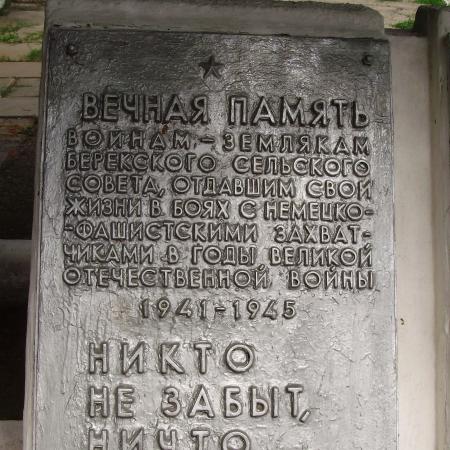 ВЕЧНАЯ ПАМЯТЬ
ВОИНАМ-ЗЕМЛЯКАМ
БЕРЕКСКОГО СЕЛЬСКОГО
СОВЕТА, ОТДАВШИМ СВОИ
ЖИЗНИ В БОЯХ С НЕМЕЦКО-
-ФАШИСТСКИМИ ЗАХВАТ-
ЧИКАМИ В ГОДЫ ВЕЛИКОЙ
ОТЕЧЕСТВЕННОЙ ВОЙНЫ
1941-1945
НИКТО
НЕ ЗАБЫТ,
НИЧТО